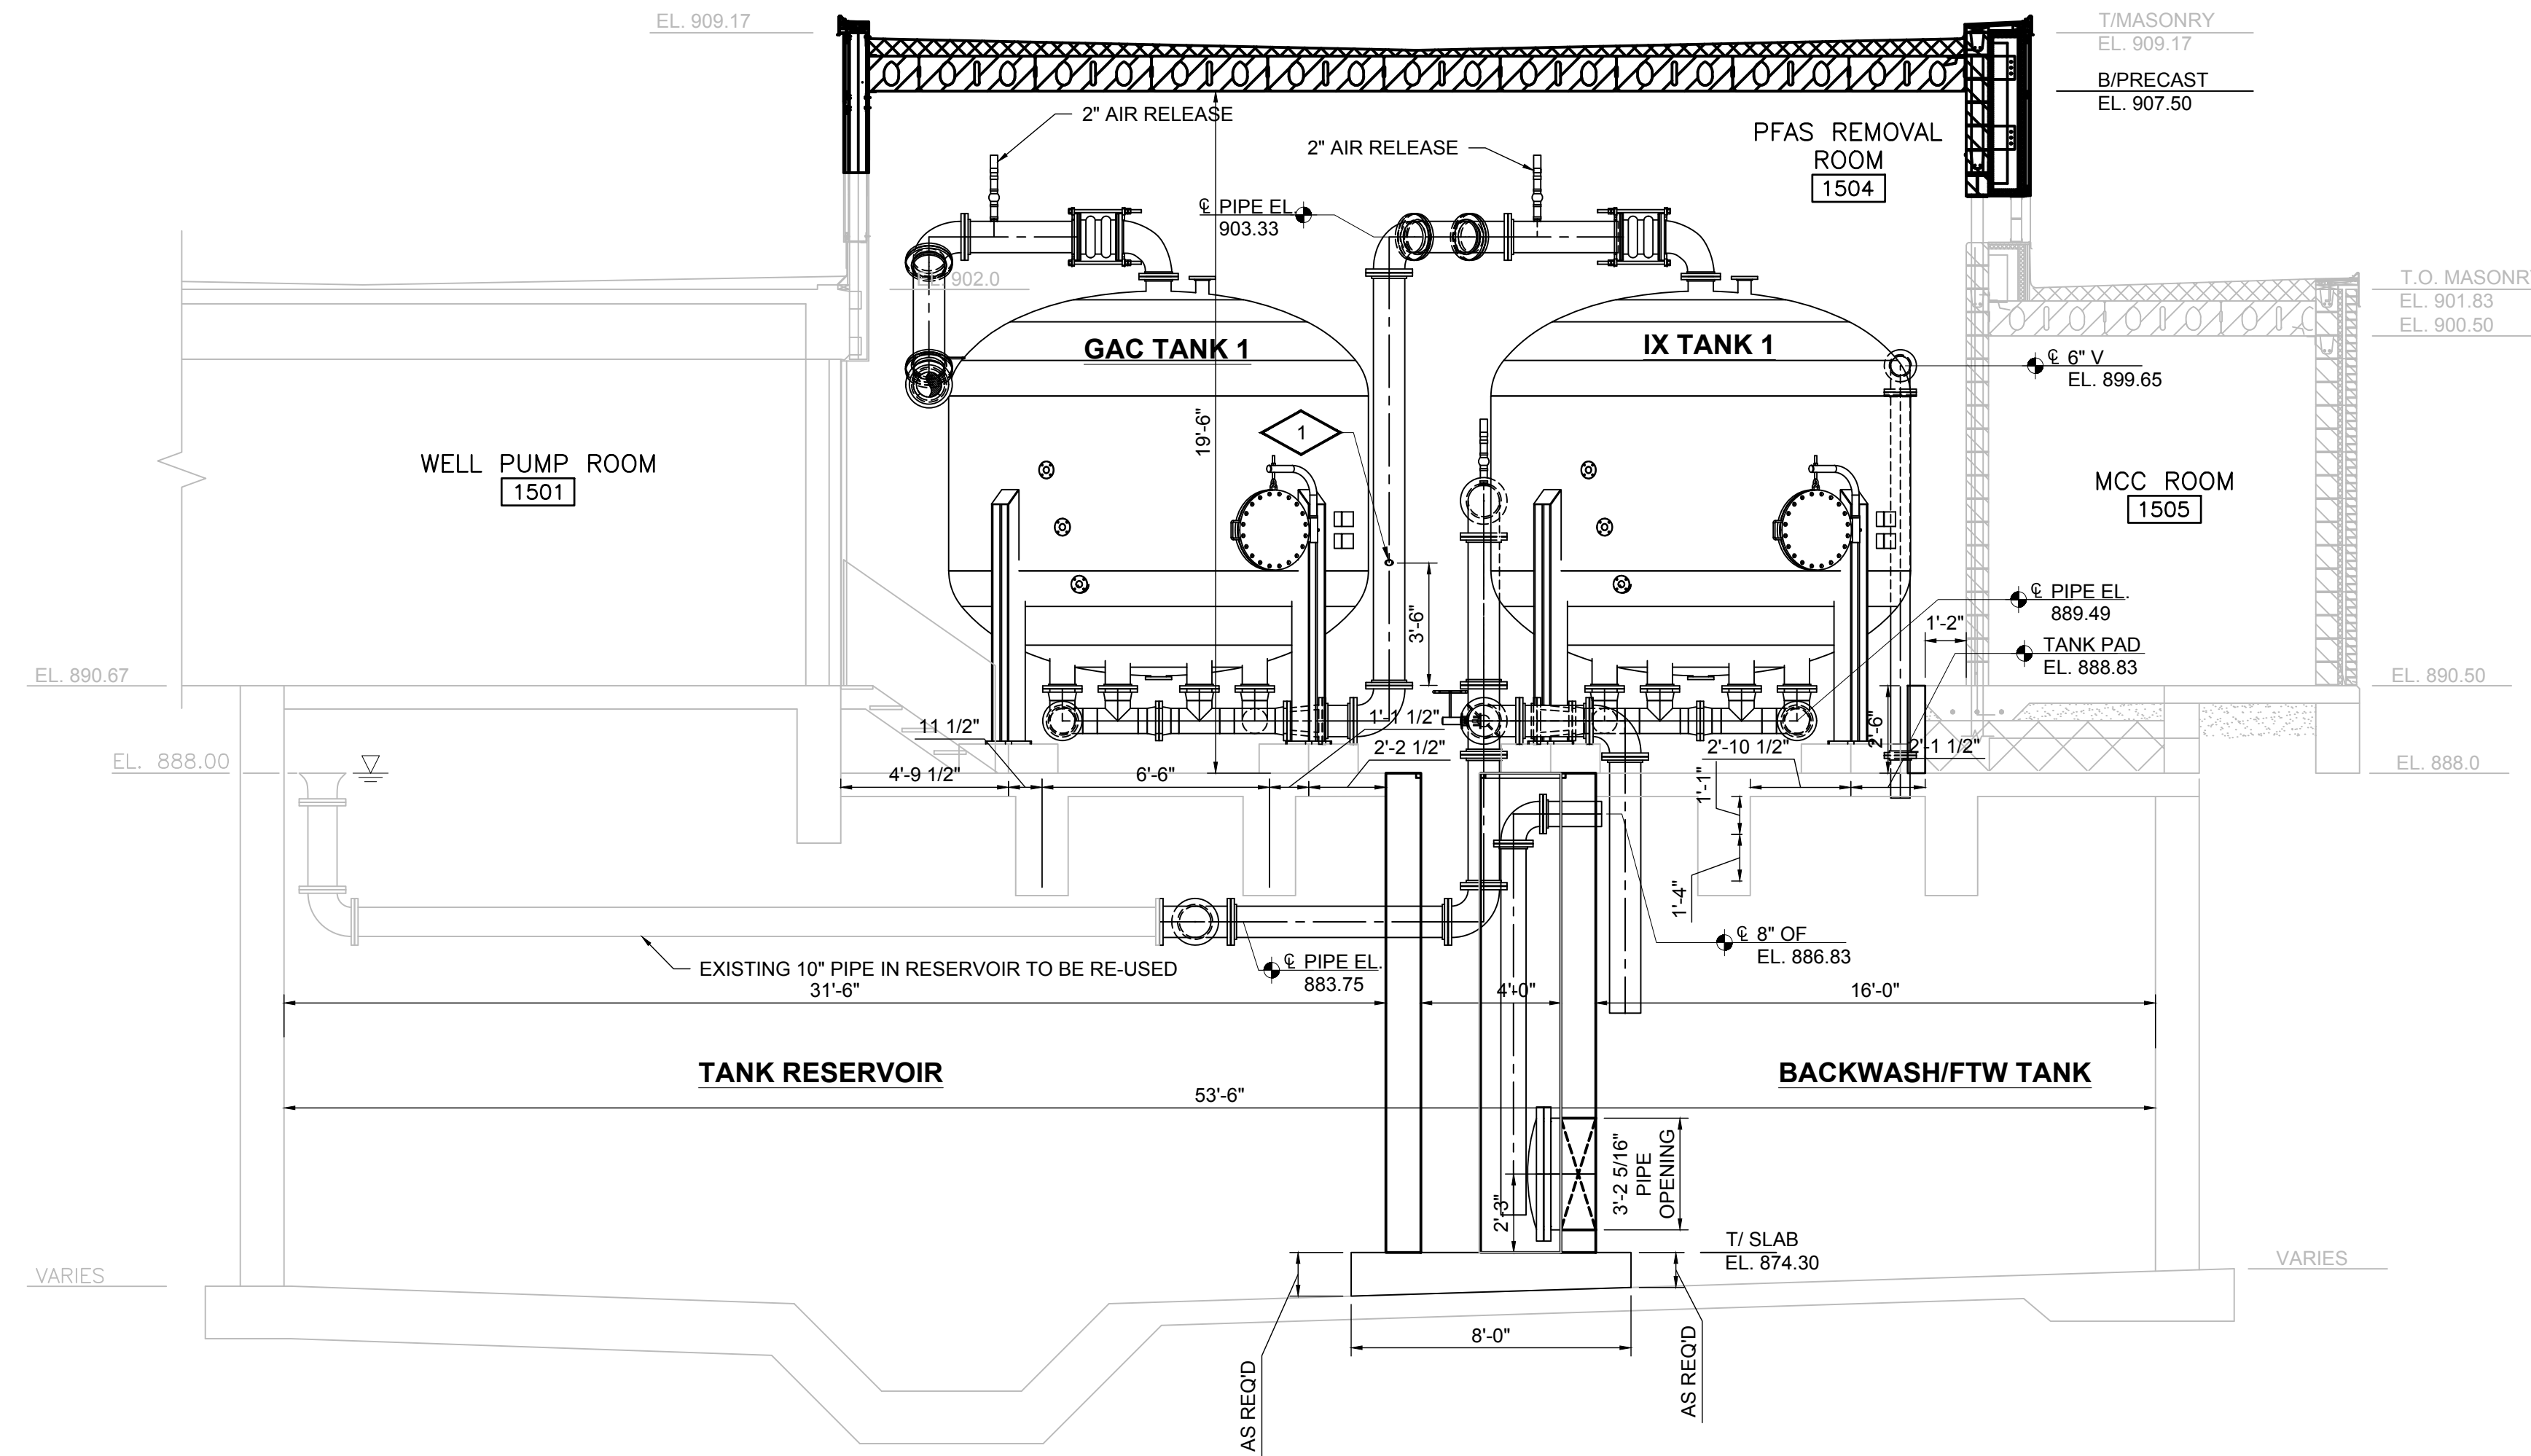 EL. 909.17
T/MASONRY
EL. 909.17
B/PRECAST
EL. 907.50
2" AIR RELEASE
2" AIR RELEASE
PFAS REMOVAL
ROOM
1504
℄ PIPE EL.
903.33
EL. 902.0
T.O. MASONR
EL. 901.83
EL. 900.50
GAC TANK 1
IX TANK 1
℄ 6" V
EL. 899.65
19'-6"
1
WELL PUMP ROOM
1501
MCC ROOM
1505
3'-6"
℄ PIPE EL.
889.49
1'-2"
TANK PAD
EL. 888.83
EL. 890.67
EL. 890.50
11 1/2"
1'-1 1/2"
2'-6"
4'-9 1/2"
6'-6"
2'-2 1/2"
2'-10 1/2"
2'-1 1/2"
EL. 888.00
EL. 888.0
1'-1"
1'-4"
℄ 8" OF
EL. 886.83
EXISTING 10" PIPE IN RESERVOIR TO BE RE-USED
℄ PIPE EL.
883.75
31'-6"
4'-0"
16'-0"
TANK RESERVOIR
BACKWASH/FTW TANK
53'-6"
3'-2 5/16"
PIPE
OPENING
2'-3"
T/ SLAB
EL. 874.30
VARIES
VARIES
8'-0"
AS REQ'D
AS REQ'D